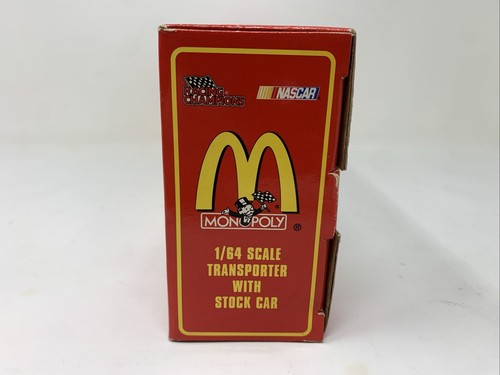 RACING
CHAMPIONS
NASCAR
M
MONOPOLY ®
1/64 SCALE
TRANSPORTER
WITH
STOCK CAR